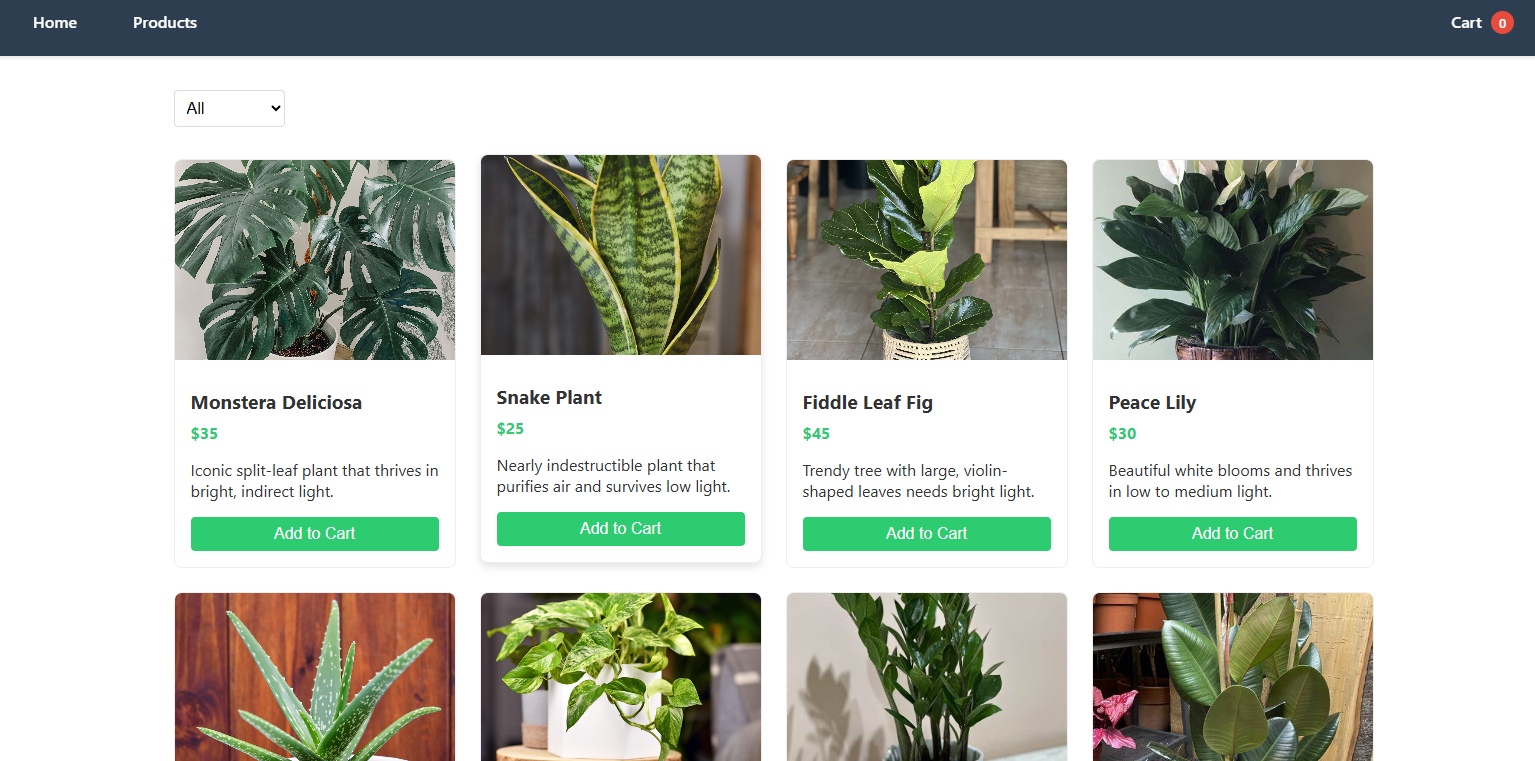 Home
Products
Cart 0
All
Monstera Deliciosa
$35
Iconic split-leaf plant that thrives in
bright, indirect light.
Add to Cart
Snake Plant
$25
Nearly indestructible plant that
purifies air and survives low light.
Add to Cart
Fiddle Leaf Fig
$45
Trendy tree with large, violin-
shaped leaves needs bright light.
Add to Cart
Peace Lily
$30
Beautiful white blooms and thrives
in low to medium light.
Add to Cart